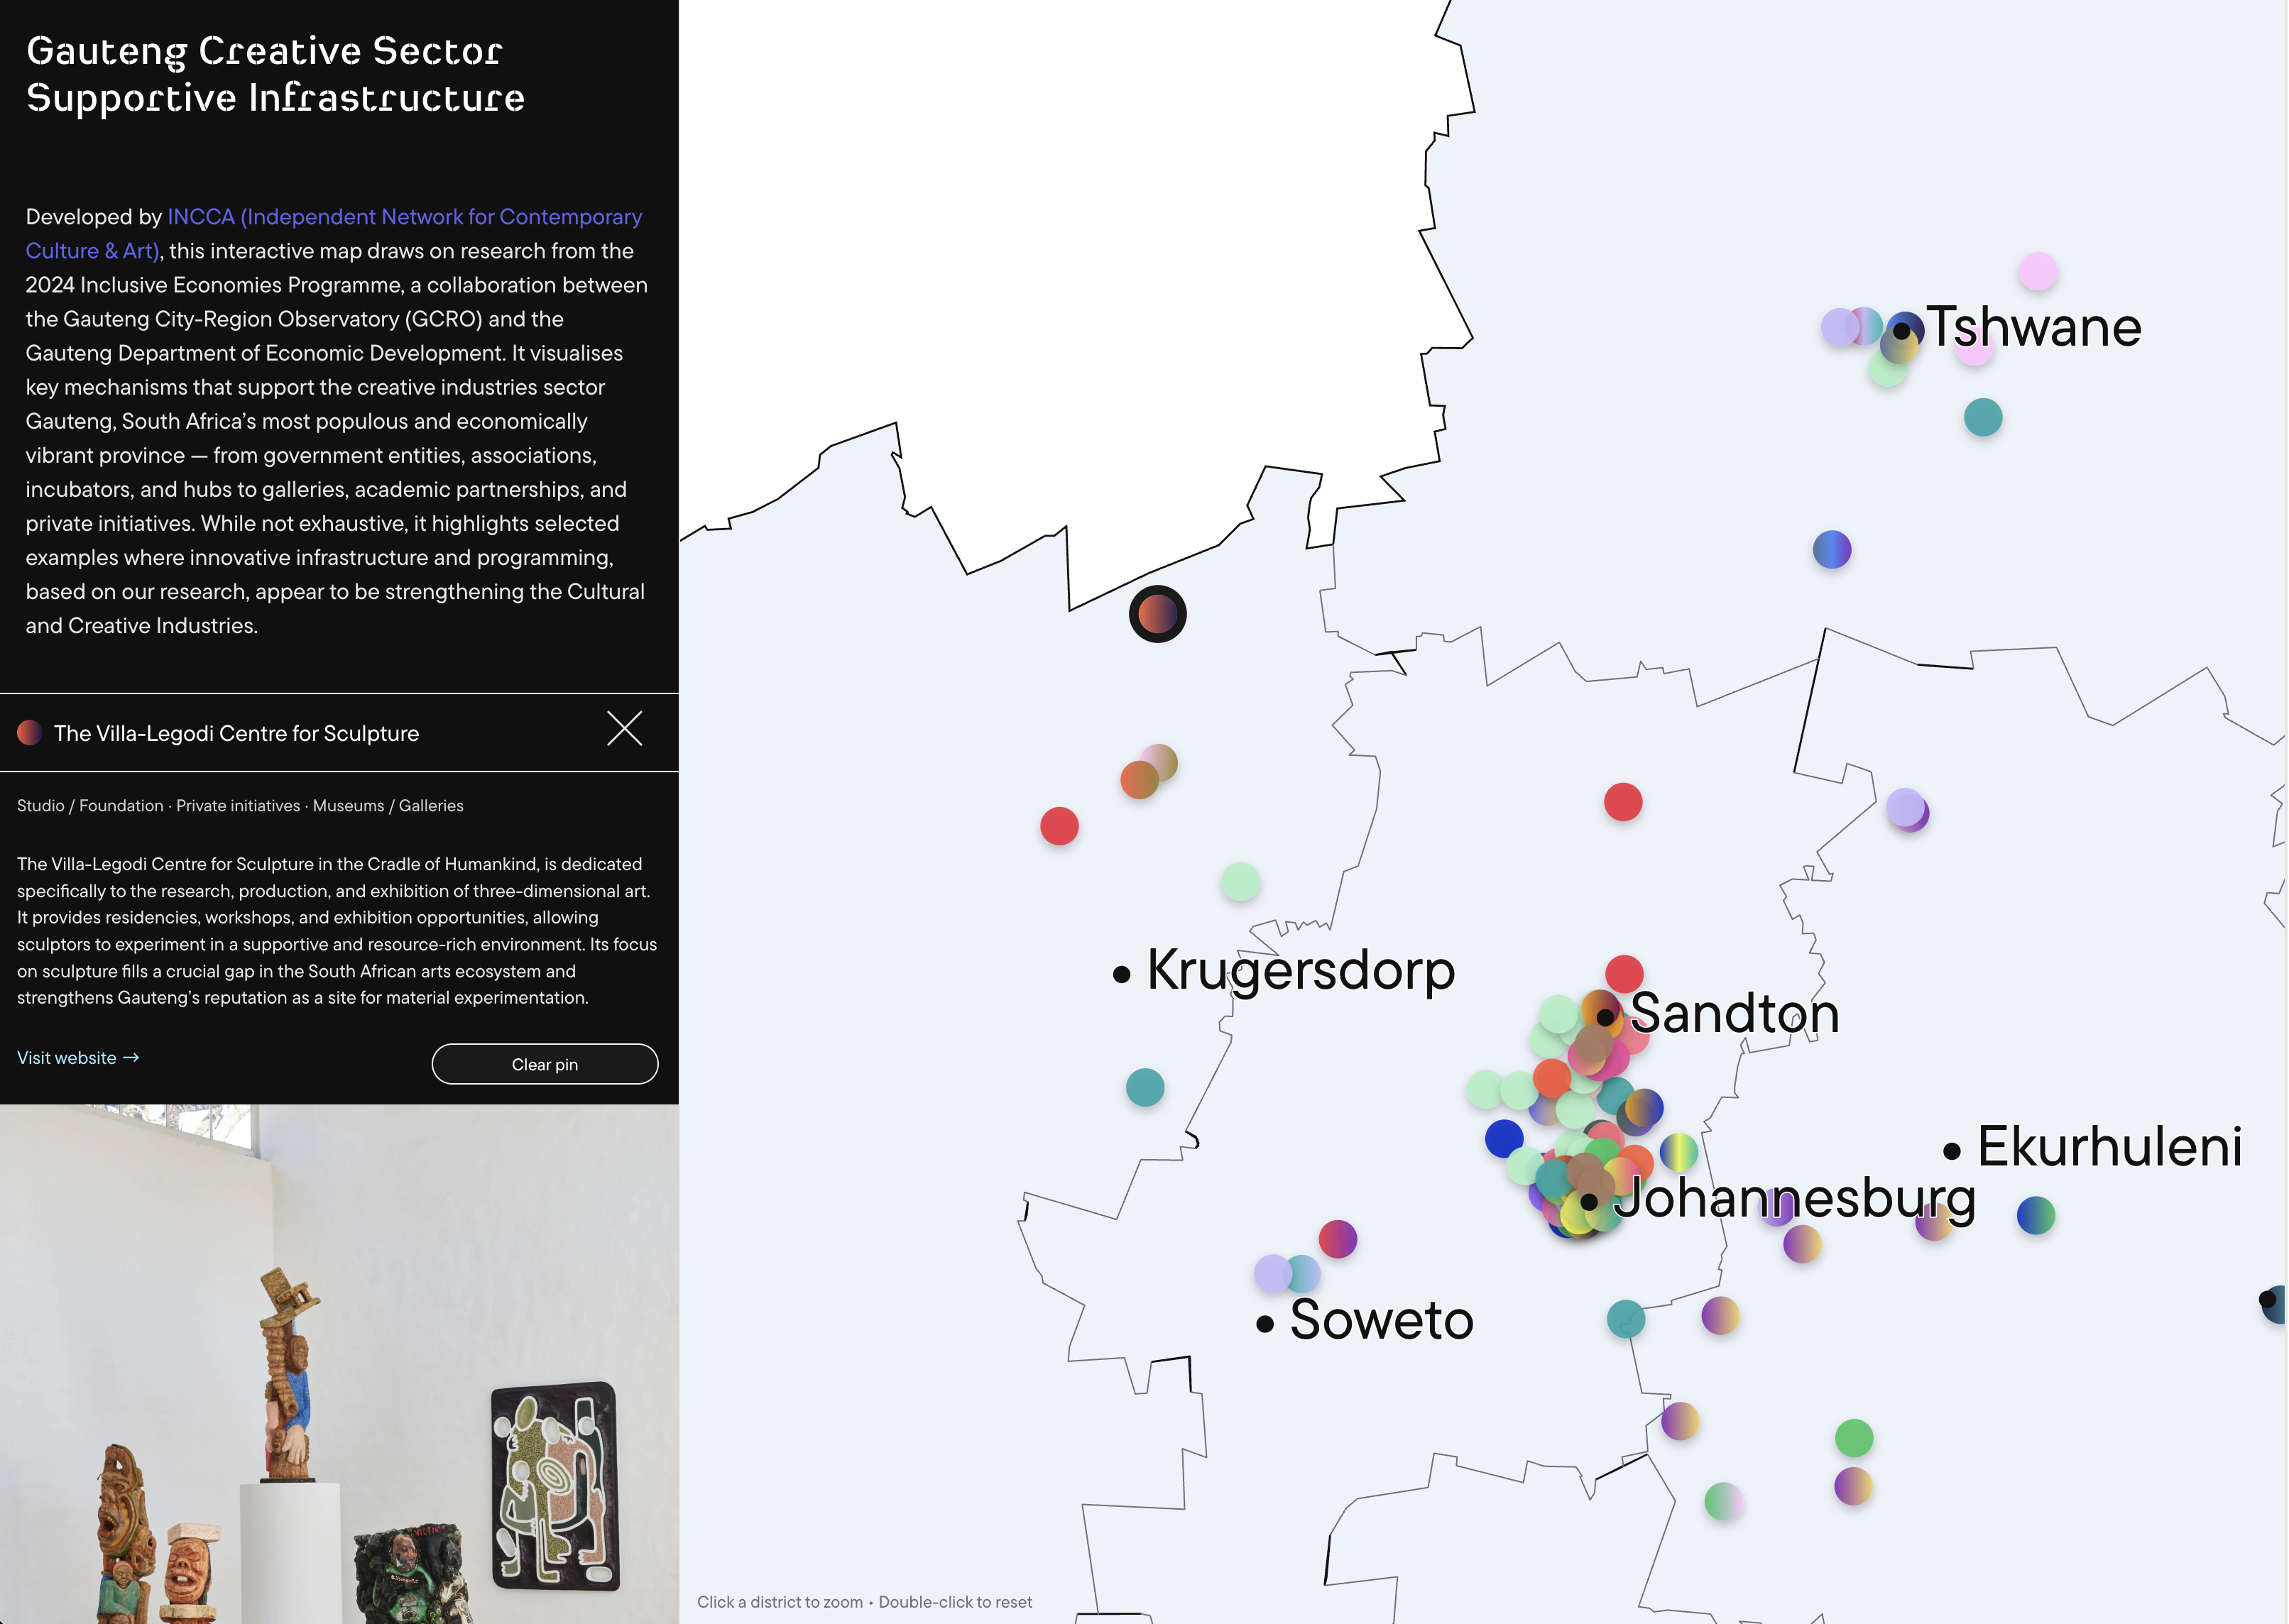 Gauteng Creative Sector
Supportive Infrastructure
Developed by INCCA (Independent Network for Contemporary
Culture & Art), this interactive map draws on research from the
2024 Inclusive Economies Programme, a collaboration between
the Gauteng City-Region Observatory (GCRO) and the
Gauteng Department of Economic Development. It visualises
key mechanisms that support the creative industries sector
Gauteng, South Africa’s most populous and economically
vibrant province — from government entities, associations,
incubators, and hubs to galleries, academic partnerships, and
private initiatives. While not exhaustive, it highlights selected
examples where innovative infrastructure and programming,
based on our research, appear to be strengthening the Cultural
and Creative Industries.
The Villa-Legodi Centre for Sculpture
Studio / Foundation · Private initiatives · Museums / Galleries
The Villa-Legodi Centre for Sculpture in the Cradle of Humankind, is dedicated
specifically to the research, production, and exhibition of three-dimensional art.
It provides residencies, workshops, and exhibition opportunities, allowing
sculptors to experiment in a supportive and resource-rich environment. Its focus
on sculpture fills a crucial gap in the South African arts ecosystem and
strengthens Gauteng’s reputation as a site for material experimentation.
Visit website →
Clear pin
Tshwane
Krugersdorp
Sandton
Ekurhuleni
Johannesburg
Soweto
Click a district to zoom • Double-click to reset